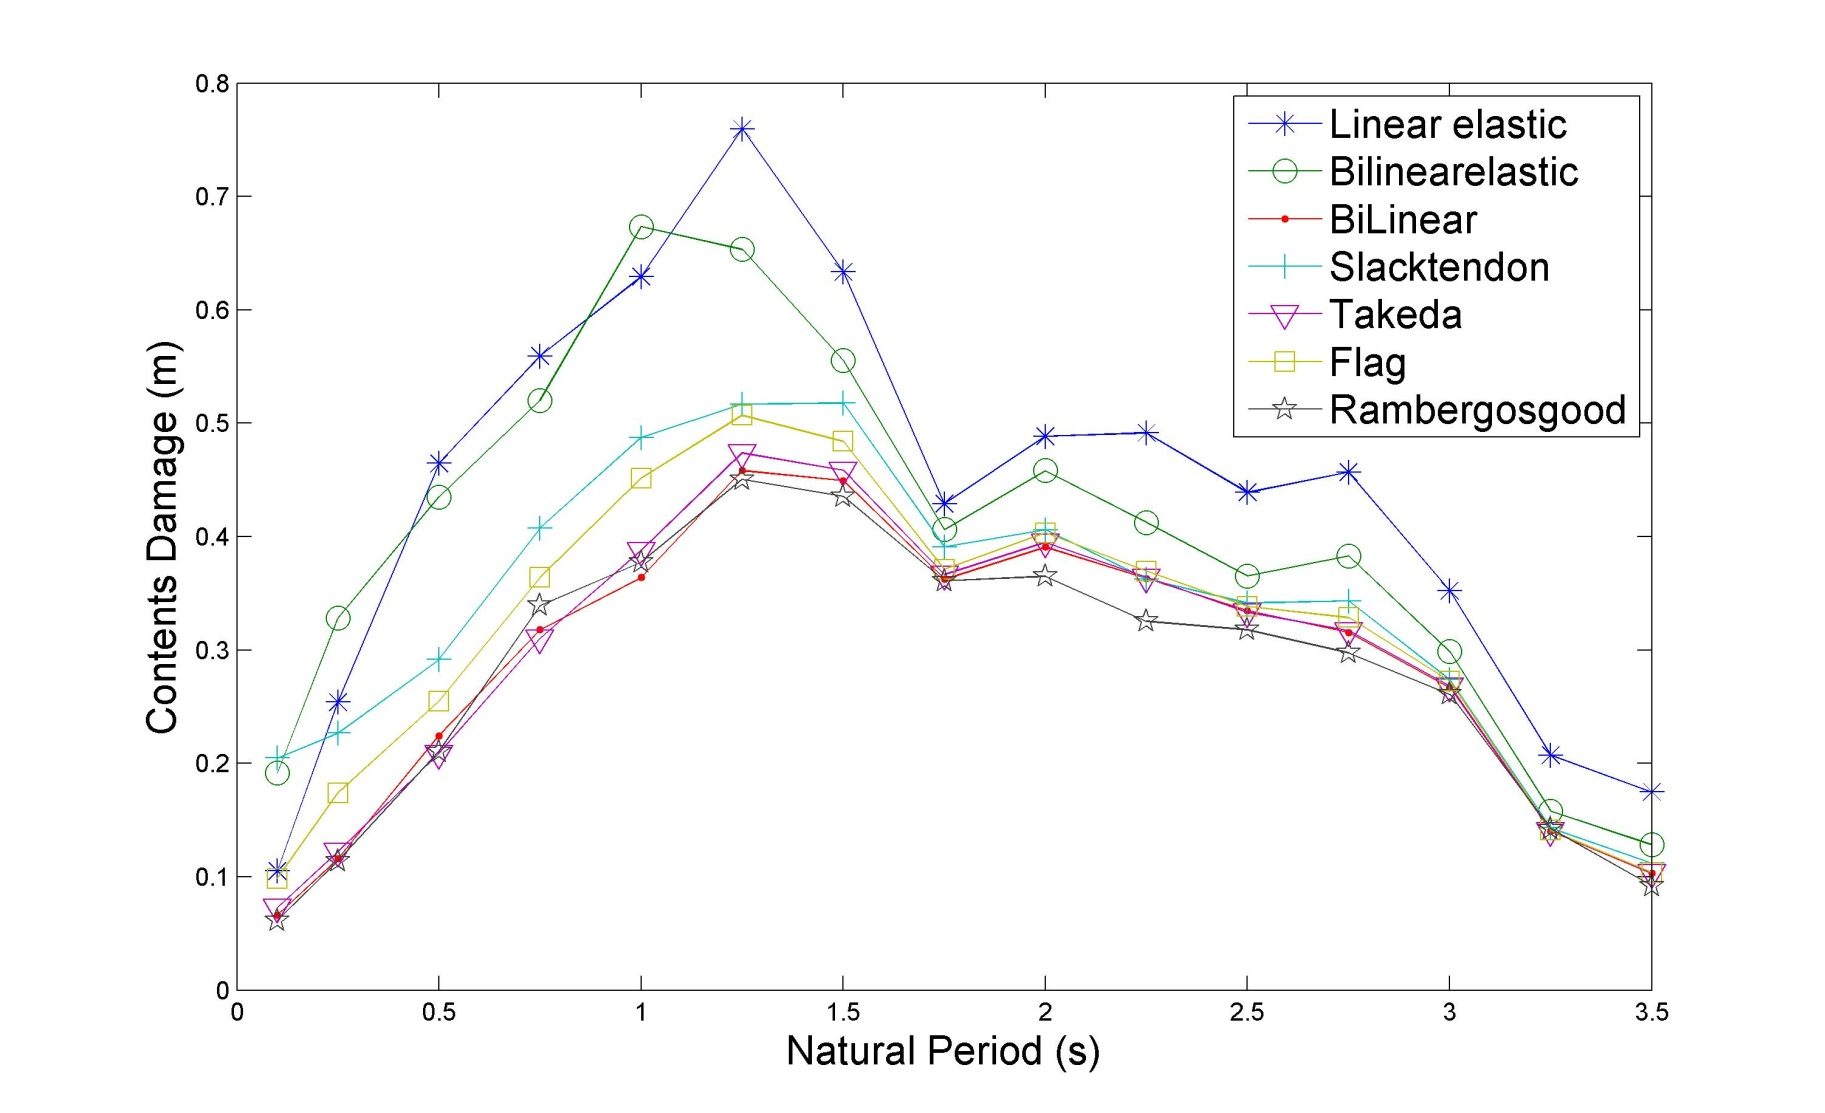 0.8
0.7
0.6
0.5
0.4
0.3
0.2
0.1
0
Contents Damage (m)
Linear elastic
Bilinearelastic
BiLinear
Slacktendon
Takeda
Flag
Rambergosgood
0 0.5 1 1.5 2 2.5 3 3.5
Natural Period (s)